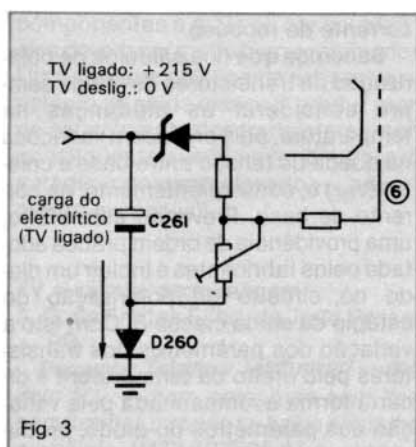 TV ligado: +215 V
TV deslig.: 0 V
6
carga do
eletrolítico
(TV ligado)
C261
D260
Fig. 3